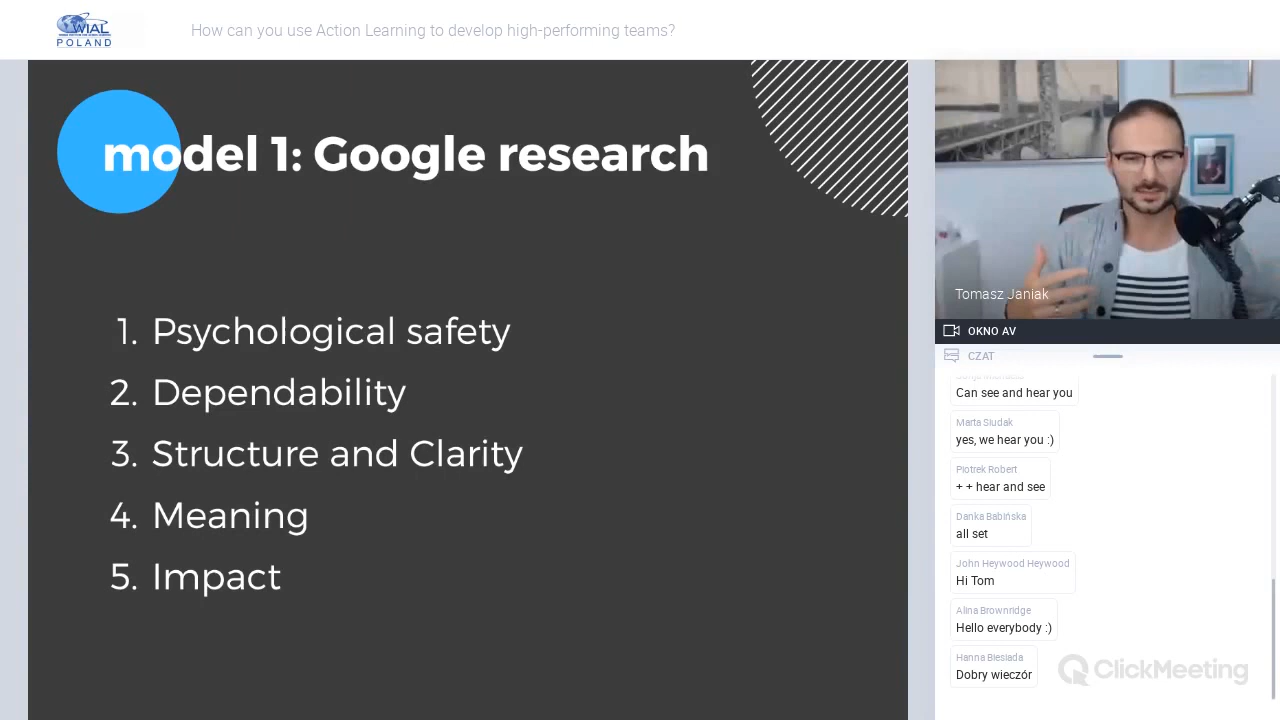 WIAL
POLAND
How can you use Action Learning to develop high-performing teams?
model 1: Google research
1. Psychological safety
2. Dependability
3. Structure and Clarity
4. Meaning
5. Impact
Tomasz Janiak
OKNO AV
CZAT
Can see and hear you
Marta Siudak
yes, we hear you :)
Piotrek Robert
+ + hear and see
Danka Babińska
all set
John Heywood Heywood
Hi Tom
Alina Brownridge
Hello everybody :)
Hanna Biesiada
Dobry wieczór
ClickMeeting